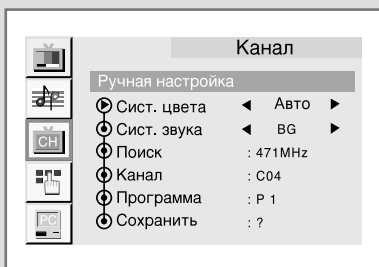 Канал
Ручная настройка
Сист. цвета ◀ Авто ▶
Сист. звука ◀ BG ▶
Поиск : 471MHz
CH
Канал : C04
Программа : P 1
PC
Сохранить : ?